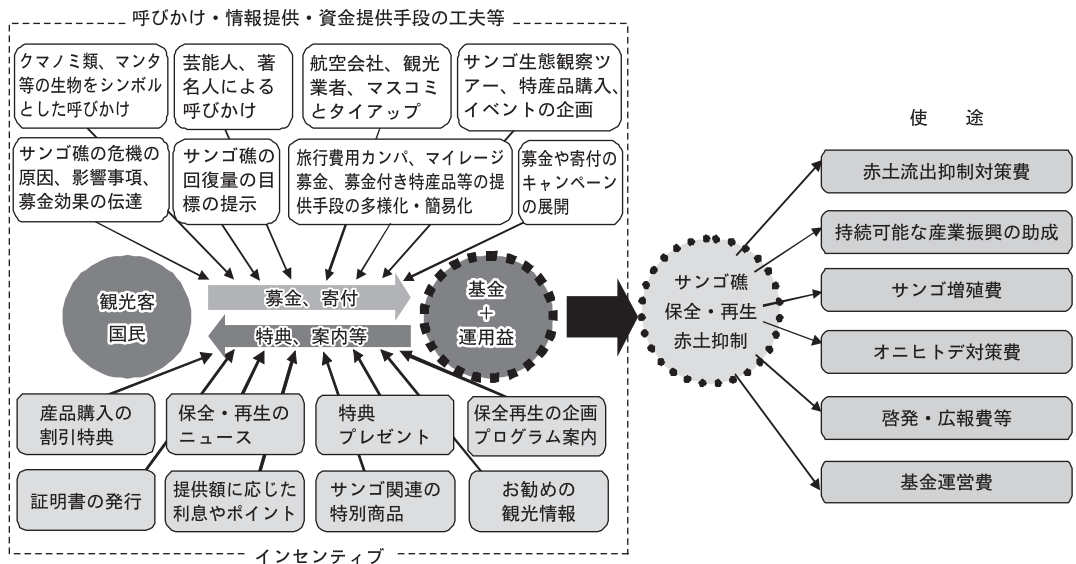 呼びかけ・情報提供・資金提供手段の工夫等
クマノミ類、マンタ
等の生物をシンボル
とした呼びかけ
芸能人、著
名人による
呼びかけ
航空会社、観光
業者、マスコミ
とタイアップ
サンゴ生態観察ツ
アー、特産品購入、
イベントの企画
サンゴ礁の危機の
原因、影響事項、
募金効果の伝達
サンゴ礁の
回復量の目
標の提示
旅行費用カンパ、マイレージ
募金、募金付き特産品等の提
供手段の多様化・簡易化
募金や寄付の
キャンペーン
の展開
観光客
国民
募金、寄付
特典、案内等
基金
＋
運用益
産品購入の
割引特典
保全・再生の
ニュース
特典
プレゼント
保全再生の企画
プログラム案内
証明書の発行
提供額に応じた
利息やポイント
サンゴ関連の
特別商品
お勧めの
観光情報
インセンティブ
サンゴ礁
保全・再生
赤土抑制
使　途
赤土流出抑制対策費
持続可能な産業振興の助成
サンゴ増殖費
オニヒトデ対策費
啓発・広報費等
基金運営費